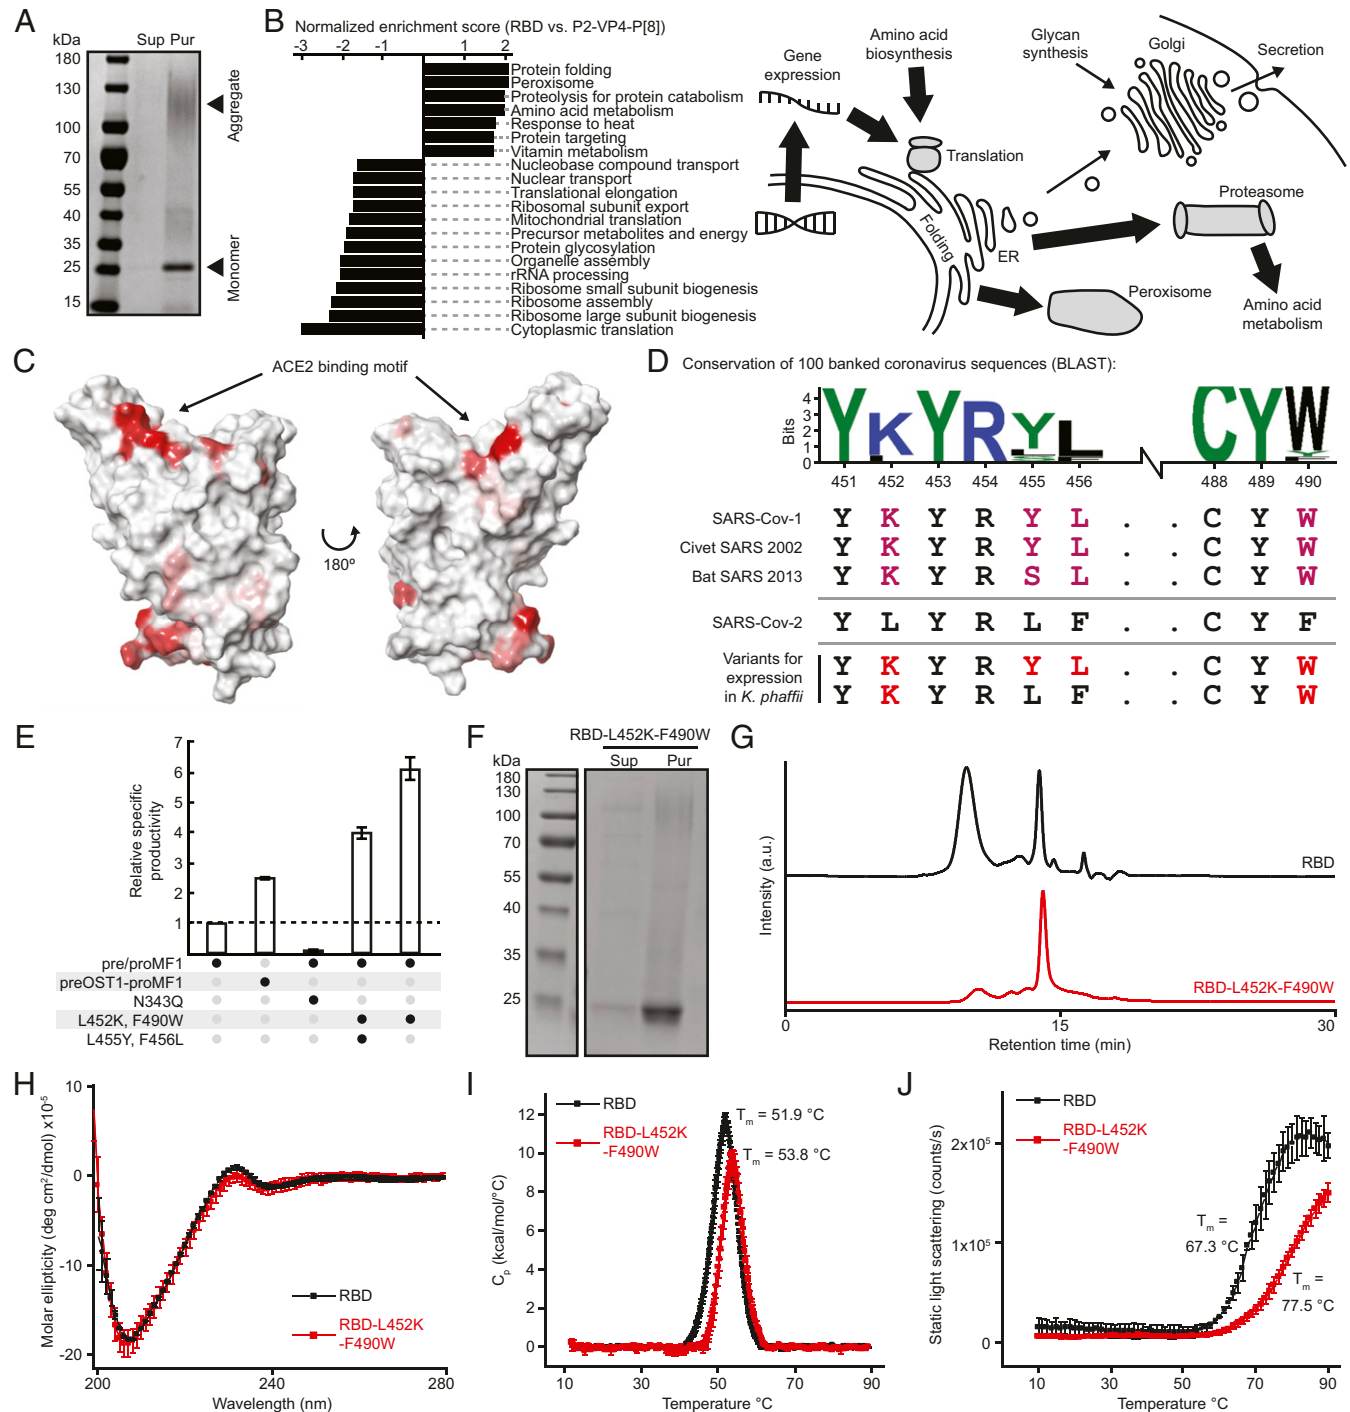 A
kDa
Sup Pur
180
130
100
70
55
40
35
25
15
Aggregate
Monomer
B
Normalized enrichment score (RBD vs. P2-VP4-P[8])
-3 -2 -1 1 2
Protein folding
Peroxisome
Proteolysis for protein catabolism
Amino acid metabolism
Response to heat
Protein targeting
Vitamin metabolism
Nucleobase compound transport
Nuclear transport
Translational elongation
Ribosomal subunit export
Mitochondrial translation
Precursor metabolites and energy
Protein glycosylation
Organelle assembly
rRNA processing
Ribosome small subunit biogenesis
Ribosome assembly
Ribosome large subunit biogenesis
Cytoplasmic translation
Gene
expression
Amino acid
biosynthesis
Glycan
synthesis
Golgi
Secretion
Translation
Folding
ER
Proteasome
Peroxisome
Amino acid
metabolism
C
ACE2 binding motif
180º
D
Conservation of 100 banked coronavirus sequences (BLAST):
Bits
4
3
2
1
0
Y K Y R Y L C Y W
451 452 453 454 455 456 488 489 490
SARS-Cov-1 Y K Y R Y L . . C Y W
Civet SARS 2002 Y K Y R Y L . . C Y W
Bat SARS 2013 Y K Y R S L . . C Y W
SARS-Cov-2 Y L Y R L F . . C Y F
Variants for
expression
in K. phaffii
Y K Y R Y L . . C Y W
Y K Y R L F . . C Y W
E
Relative specific
productivity
7
6
5
4
3
2
1
pre/proMF1
preOST1-proMF1
N343Q
L452K, F490W
L455Y, F456L
F
RBD-L452K-F490W
kDa
Sup Pur
180
130
100
70
55
40
35
25
G
Intensity (a.u.)
RBD
RBD-L452K-F490W
0 15 30
Retention time (min)
H
Molar ellipticity (deg cm²/dmol) x10⁻⁵
10
0
-10
-20
RBD
RBD-L452K
-F490W
200 240 280
Wavelength (nm)
I
RBD
RBD-L452K
-F490W
Tm = 51.9 °C
Tm = 53.8 °C
Cp (kcal/mol/°C)
12
10
8
6
4
2
0
10 30 50 70 90
Temperature °C
J
RBD
RBD-L452K
-F490W
Static light scattering (counts/s)
2x10⁵
1x10⁵
0
Tm =
67.3 °C
Tm =
77.5 °C
10 30 50 70 90
Temperature °C